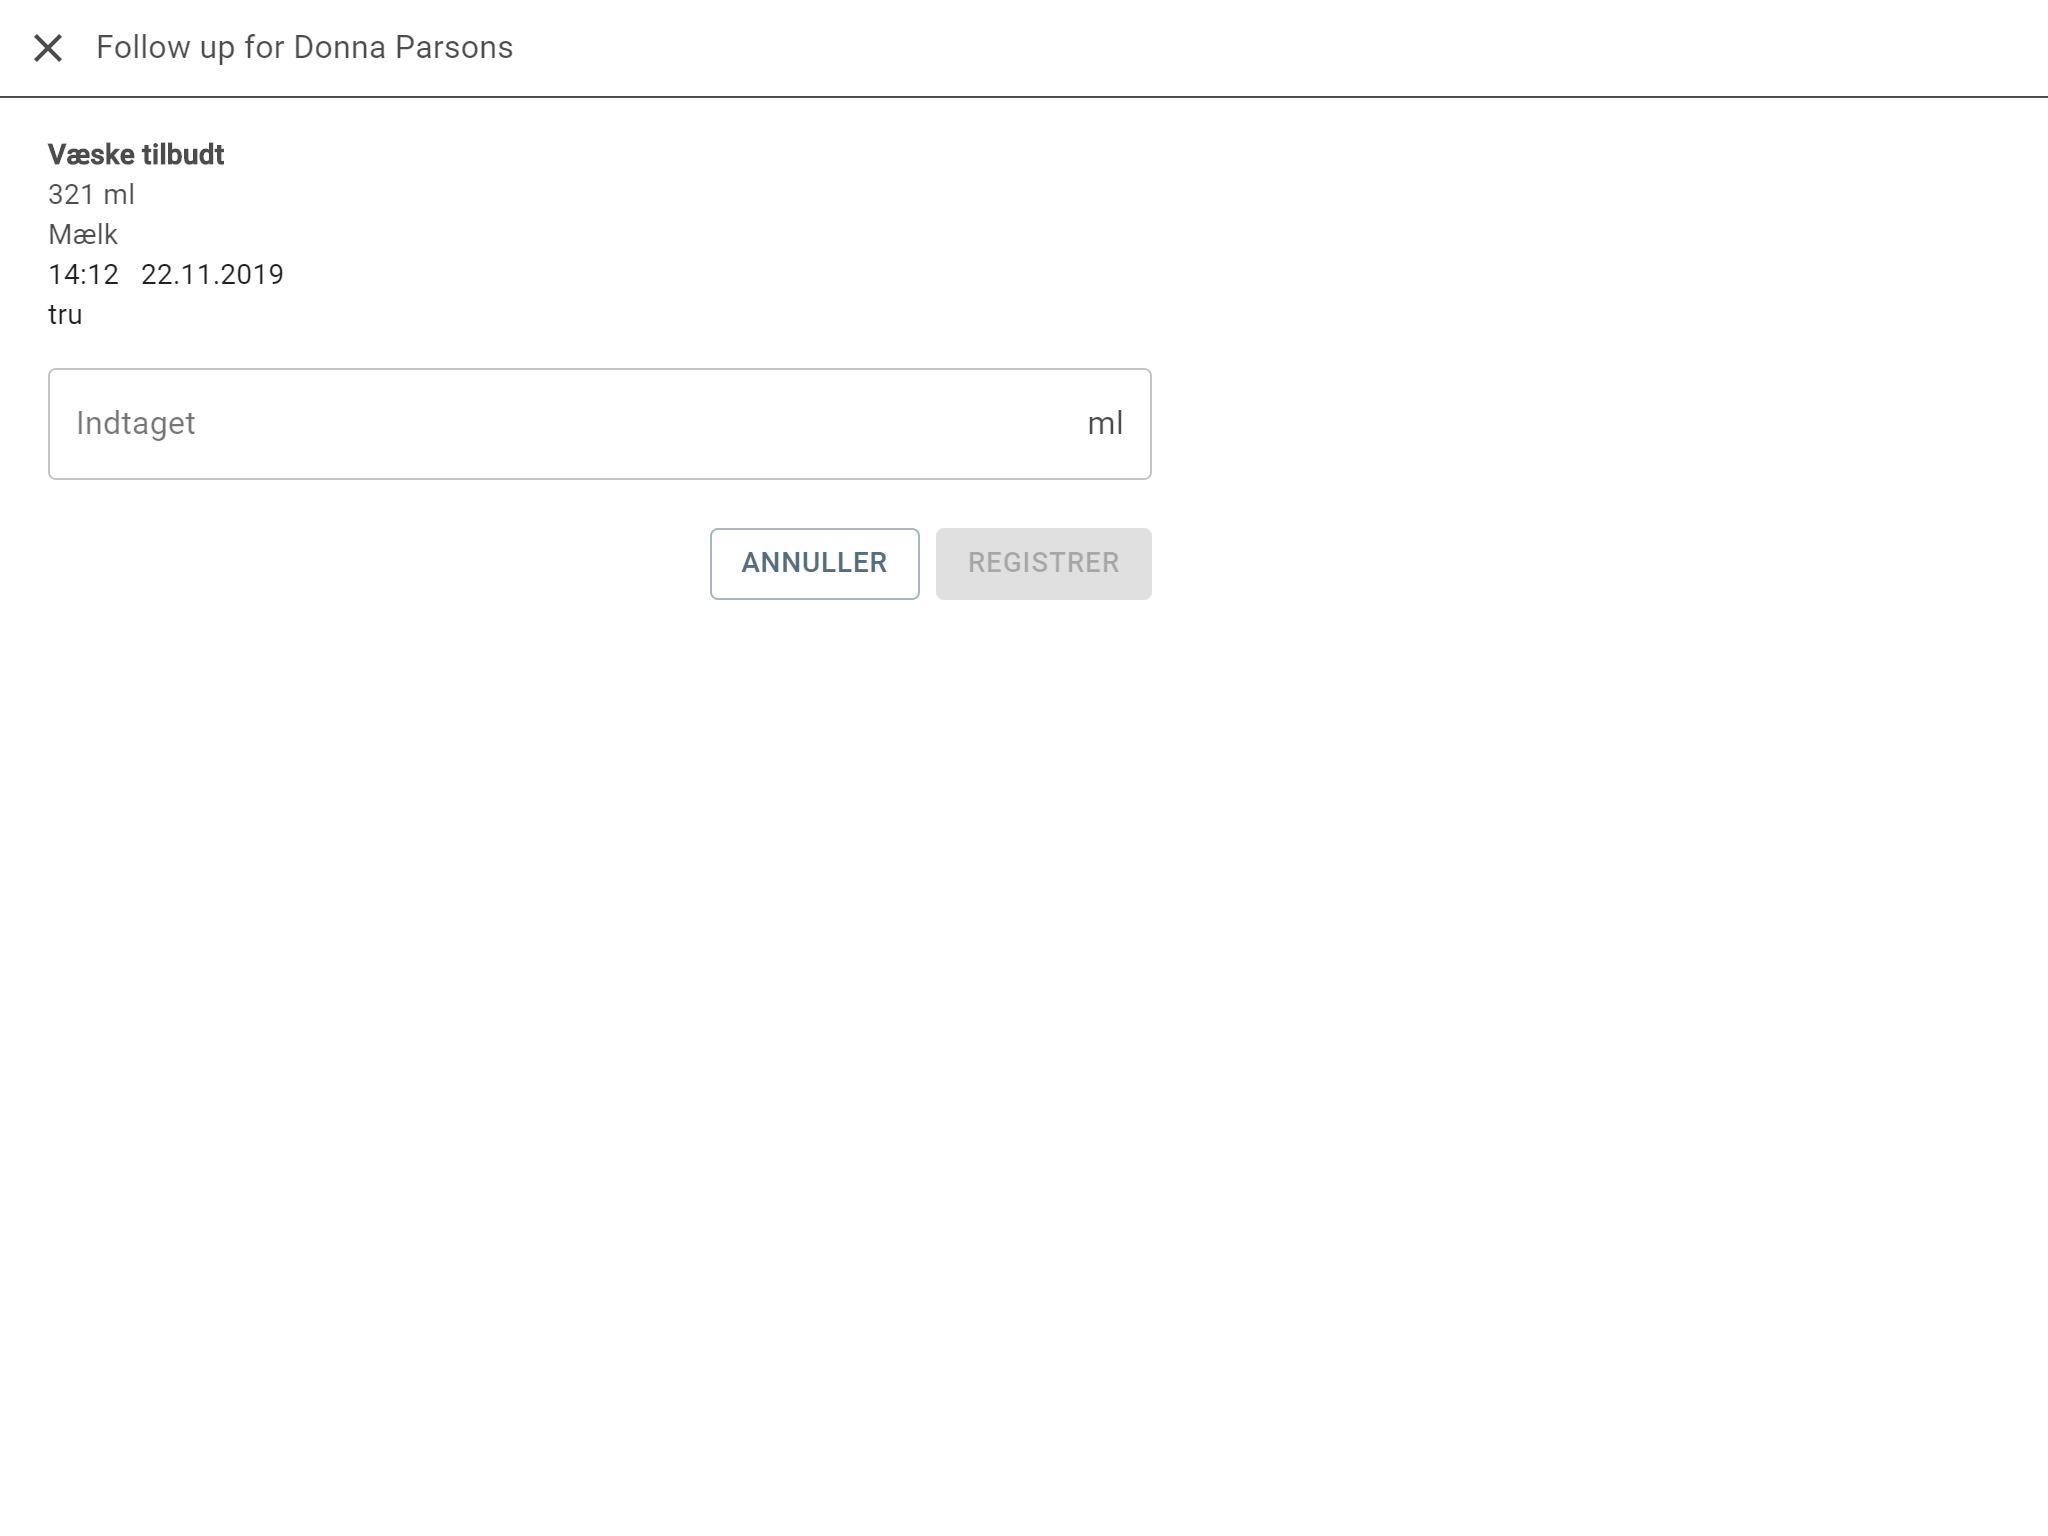 Follow up for Donna Parsons
Væske tilbudt
321 ml
Mælk
14:12 22.11.2019
tru
Indtaget ml
ANNULLER REGISTRER